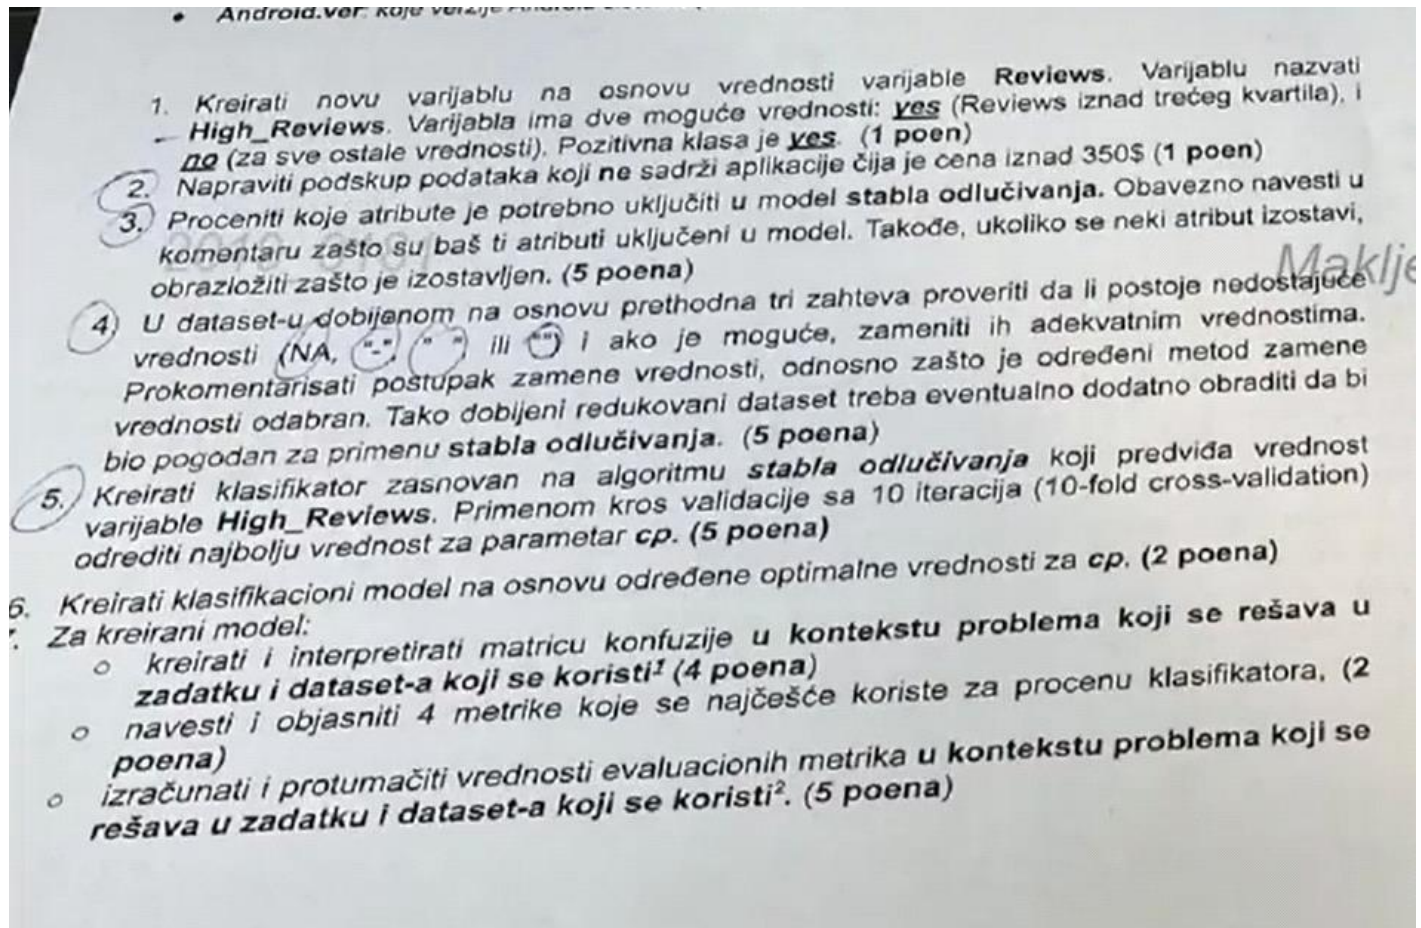 • Android.ver: koje verzije
1. Kreirati novu varijablu na osnovu vrednosti varijable Reviews. Varijablu nazvati
High_Reviews. Varijabla ima dve moguće vrednosti: yes (Reviews iznad trećeg kvartila), i
no (za sve ostale vrednosti). Pozitivna klasa je yes. (1 poen)
2. Napraviti podskup podataka koji ne sadrži aplikacije čija je cena iznad 350$ (1 poen)
3. Proceniti koje atribute je potrebno uključiti u model stabla odlučivanja. Obavezno navesti u
komentaru zašto su baš ti atributi uključeni u model. Takođe, ukoliko se neki atribut izostavi,
obrazložiti zašto je izostavljen. (5 poena)
Maklje
4) U dataset-u dobijenom na osnovu prethodna tri zahteva proveriti da li postoje nedostajuće
vrednosti (NA, "-", " " ili "") i ako je moguće, zameniti ih adekvatnim vrednostima.
Prokomentarisati postupak zamene vrednosti, odnosno zašto je određeni metod zamene
vrednosti odabran. Tako dobijeni redukovani dataset treba eventualno dodatno obraditi da bi
bio pogodan za primenu stabla odlučivanja. (5 poena)
5. Kreirati klasifikator zasnovan na algoritmu stabla odlučivanja koji predviđa vrednost
varijable High_Reviews. Primenom kros validacije sa 10 iteracija (10-fold cross-validation)
odrediti najbolju vrednost za parametar cp. (5 poena)
6. Kreirati klasifikacioni model na osnovu određene optimalne vrednosti za cp. (2 poena)
Za kreirani model:
o kreirati i interpretirati matricu konfuzije u kontekstu problema koji se rešava u
zadatku i dataset-a koji se koristi¹ (4 poena)
o navesti i objasniti 4 metrike koje se najčešće koriste za procenu klasifikatora, (2
poena)
o izračunati i protumačiti vrednosti evaluacionih metrika u kontekstu problema koji se
rešava u zadatku i dataset-a koji se koristi². (5 poena)